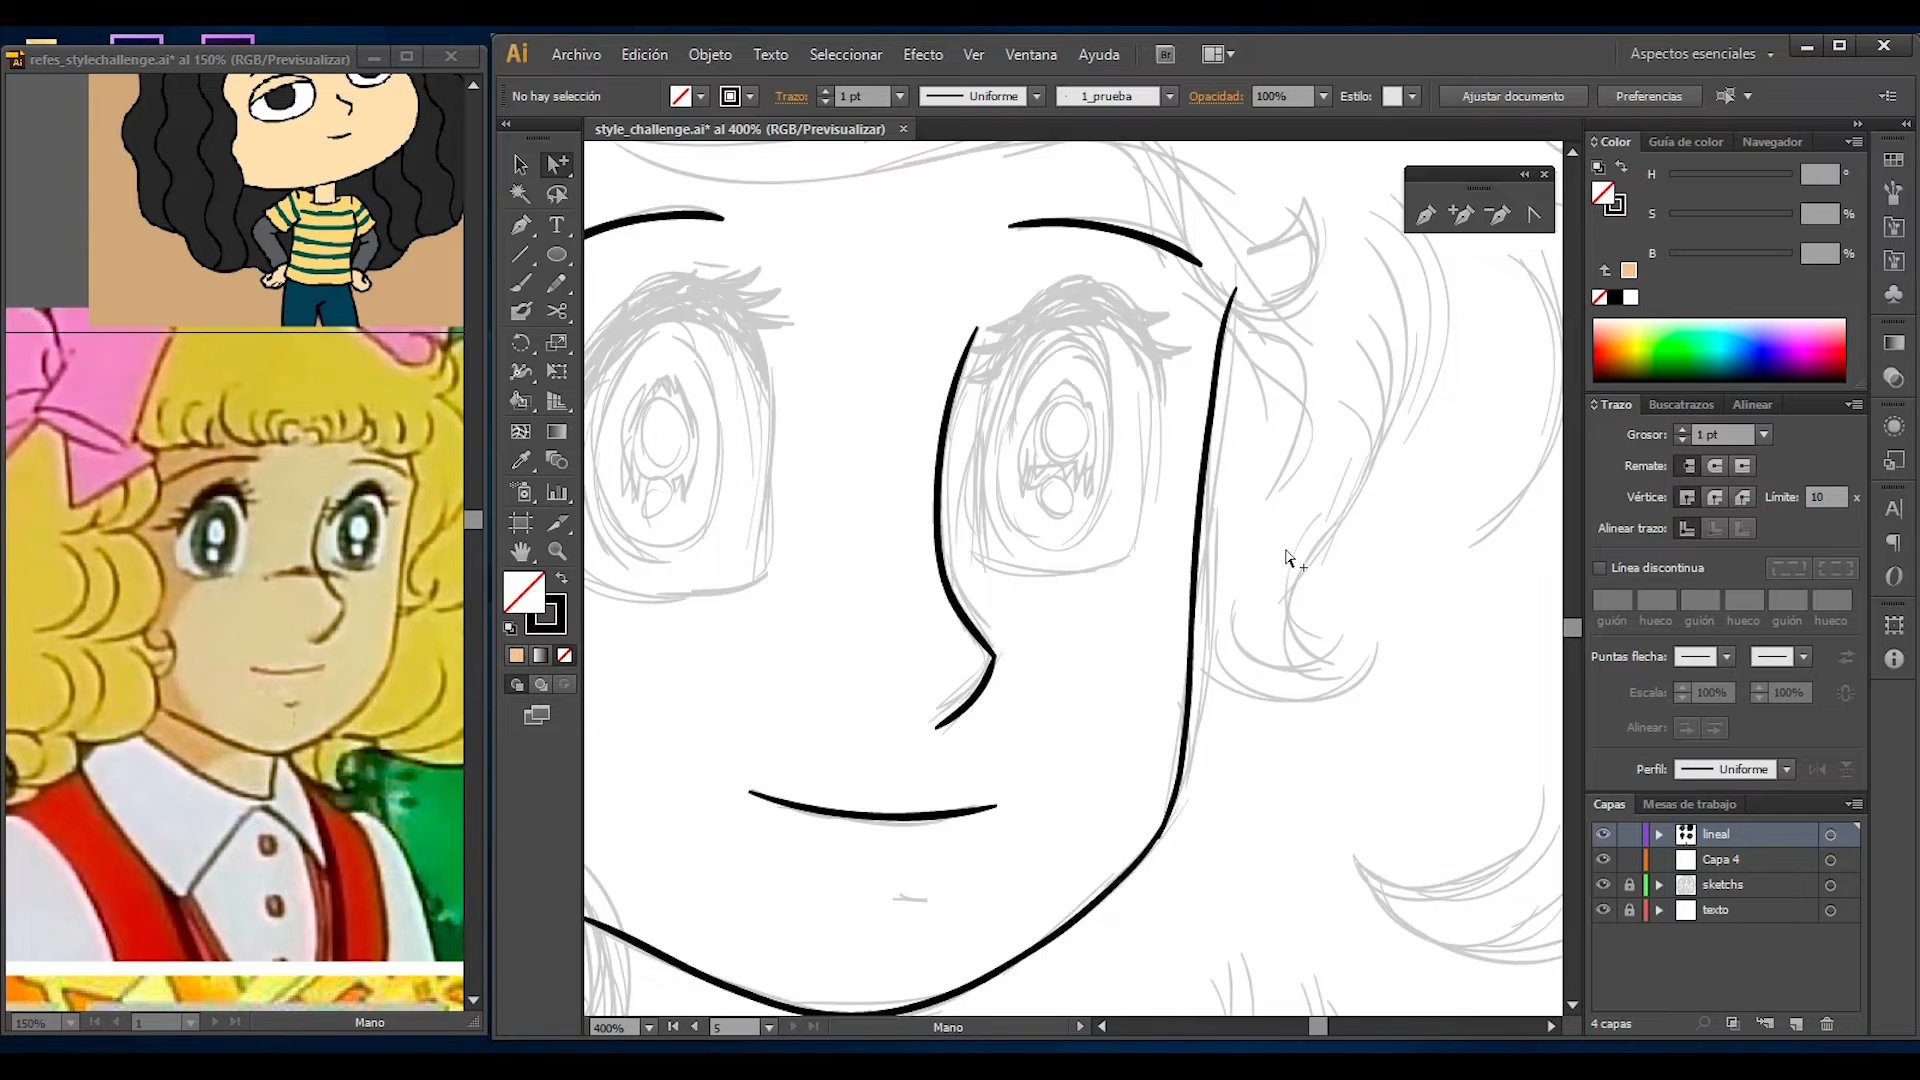 refes_stylechallenge.ai* al 150% (RGB/Previsualizar)
Ai Archivo Edición Objeto Texto Seleccionar Efecto Ver Ventana Ayuda Br Aspectos esenciales
No hay selección Trazo: 1 pt Uniforme 1_prueba Opacidad: 100% Estilo: Ajustar documento Preferencias
style_challenge.ai* al 400% (RGB/Previsualizar)
Color Guía de color Navegador
H °
S %
B %
Trazo Buscatrazos Alinear
Grosor: 1 pt
Remate:
Vértice: Límite: 10 x
Alinear trazo:
Línea discontinua
guión hueco guión hueco guión hueco
Puntas flecha:
Escala: 100% 100%
Alinear:
Perfil: Uniforme
Capas Mesas de trabajo
lineal
Capa 4
sketchs
texto
4 capas
150% 1 Mano
400% 5 Mano